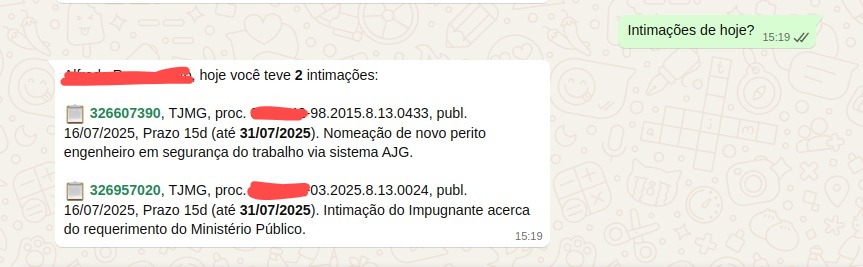 Intimações de hoje?
15:19
, hoje você teve 2 intimações:
326607390, TJMG, proc. -98.2015.8.13.0433, publ.
16/07/2025, Prazo 15d (até 31/07/2025). Nomeação de novo perito
engenheiro em segurança do trabalho via sistema AJG.
326957020, TJMG, proc. 03.2025.8.13.0024, publ.
16/07/2025, Prazo 15d (até 31/07/2025). Intimação do Impugnante acerca
do requerimento do Ministério Público.
15:19